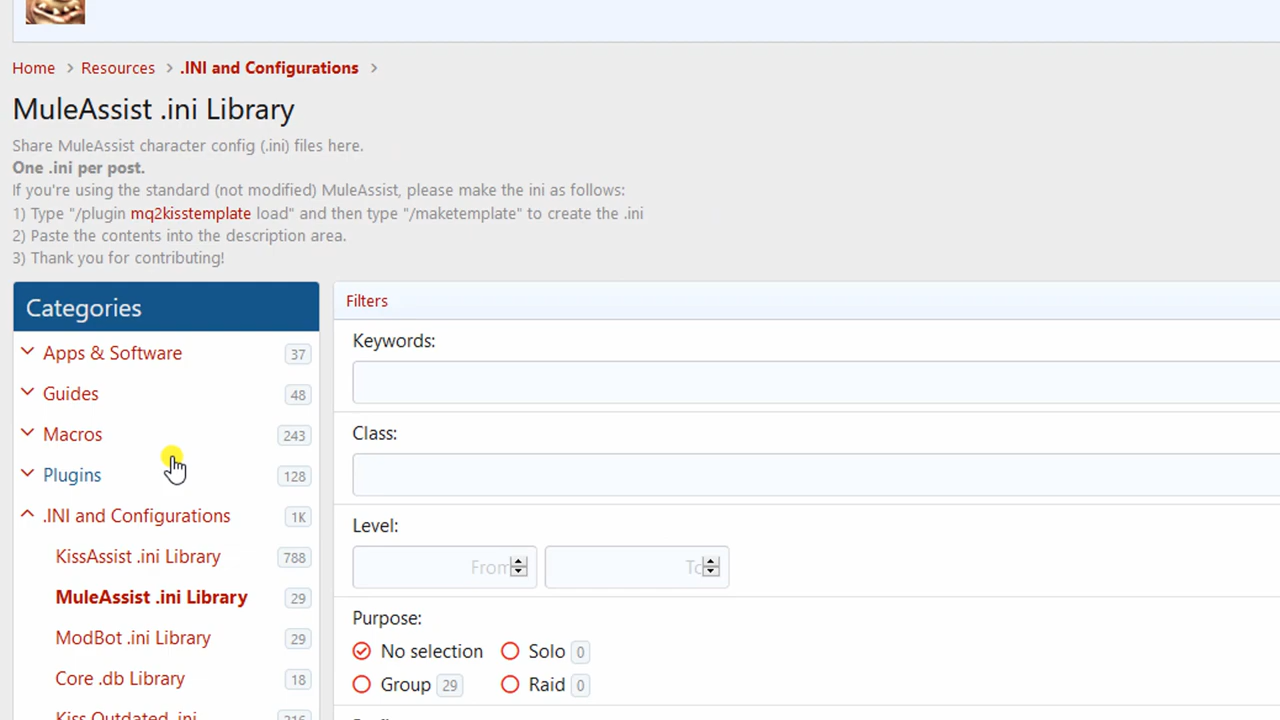 Home > Resources > .INI and Configurations >
MuleAssist .ini Library
Share MuleAssist character config (.ini) files here.
One .ini per post.
If you're using the standard (not modified) MuleAssist, please make the ini as follows:
1) Type "/plugin mq2kisstemplate load" and then type "/maketemplate" to create the .ini
2) Paste the contents into the description area.
3) Thank you for contributing!
Categories
Apps & Software 37
Guides 48
Macros 243
Plugins 128
.INI and Configurations 1K
KissAssist .ini Library 788
MuleAssist .ini Library 29
ModBot .ini Library 29
Core .db Library 18
Kiss Outdated .ini 216
Filters
Keywords:
Class:
Level:
From To
Purpose:
No selection Solo 0
Group 29 Raid 0